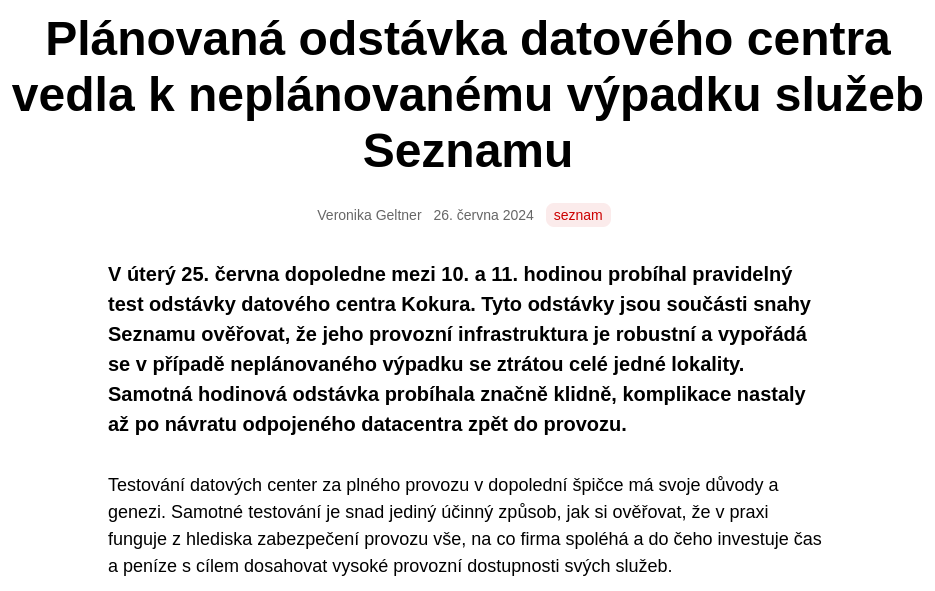 Plánovaná odstávka datového centra
vedla k neplánovanému výpadku služeb
Seznamu
Veronika Geltner 26. června 2024 seznam
V úterý 25. června dopoledne mezi 10. a 11. hodinou probíhal pravidelný
test odstávky datového centra Kokura. Tyto odstávky jsou součásti snahy
Seznamu ověřovat, že jeho provozní infrastruktura je robustní a vypořádá
se v případě neplánovaného výpadku se ztrátou celé jedné lokality.
Samotná hodinová odstávka probíhala značně klidně, komplikace nastaly
až po návratu odpojeného datacentra zpět do provozu.
Testování datových center za plného provozu v dopolední špičce má svoje důvody a
genezi. Samotné testování je snad jediný účinný způsob, jak si ověřovat, že v praxi
funguje z hlediska zabezpečení provozu vše, na co firma spoléhá a do čeho investuje čas
a peníze s cílem dosahovat vysoké provozní dostupnosti svých služeb.